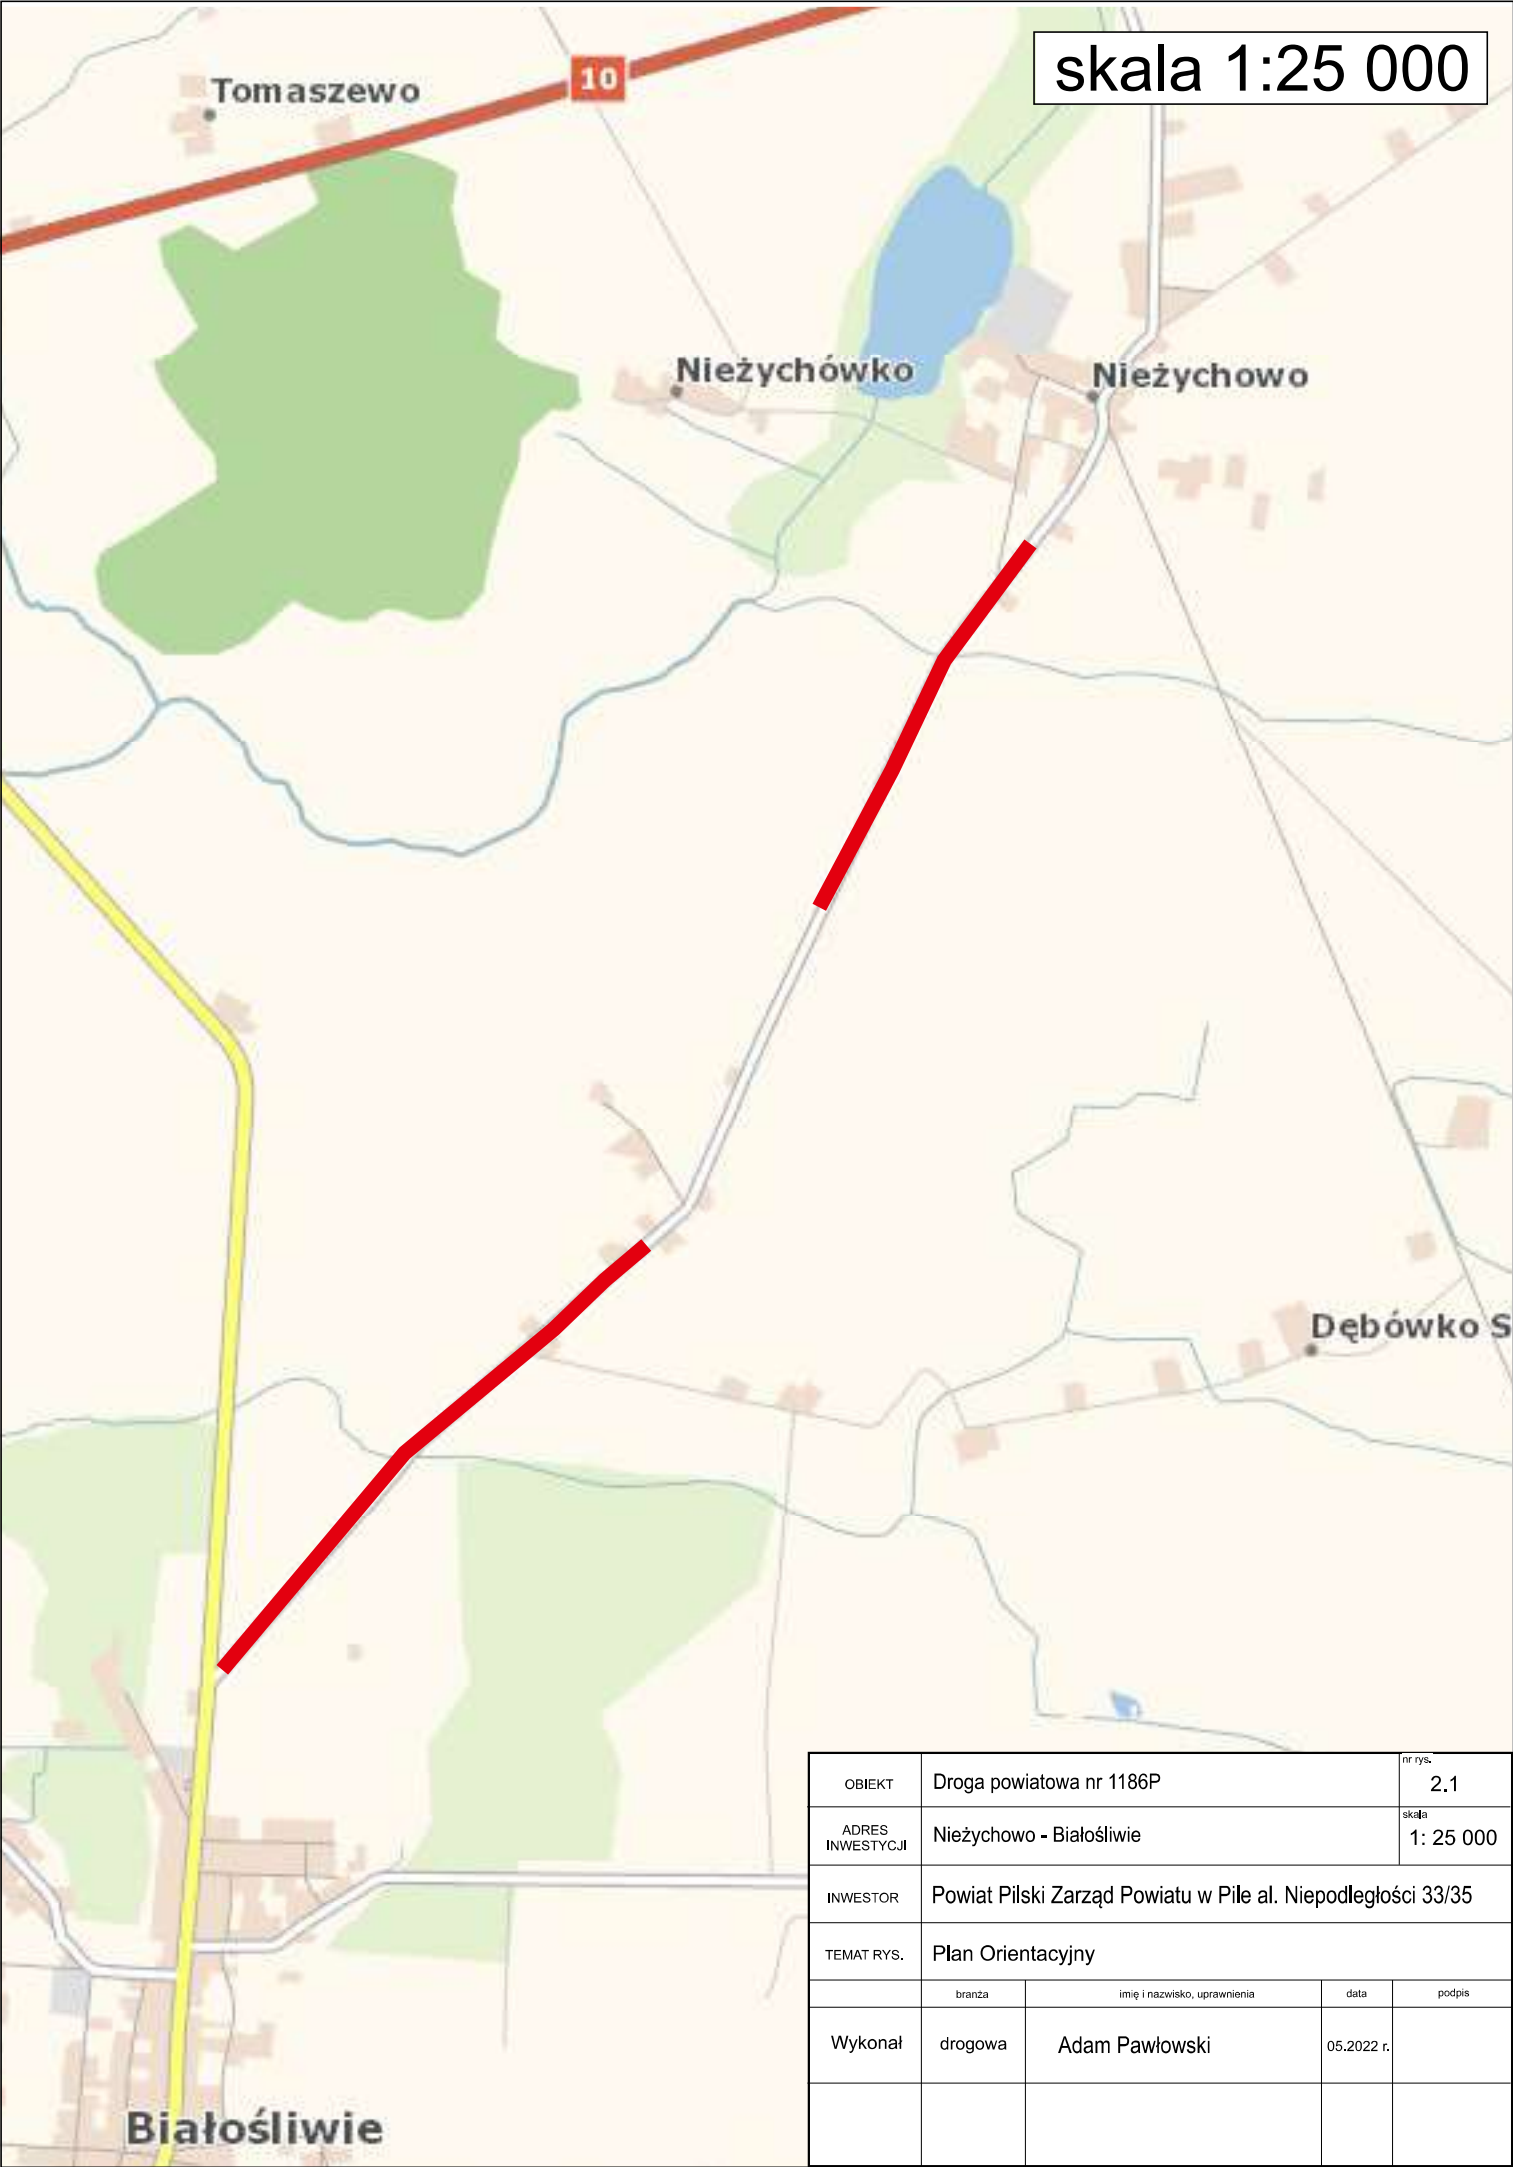 skala 1:25 000
10
Tomaszewo
Nieżychówko
Nieżychowo
Dębówko S
Białośliwie
OBIEKT Droga powiatowa nr 1186P nr rys. 2.1
ADRES INWESTYCJI Nieżychowo - Białośliwie skala 1: 25 000
INWESTOR Powiat Pilski Zarząd Powiatu w Pile al. Niepodległości 33/35
TEMAT RYS. Plan Orientacyjny
branża imię i nazwisko, uprawnienia data podpis
Wykonał drogowa Adam Pawłowski 05.2022 r.